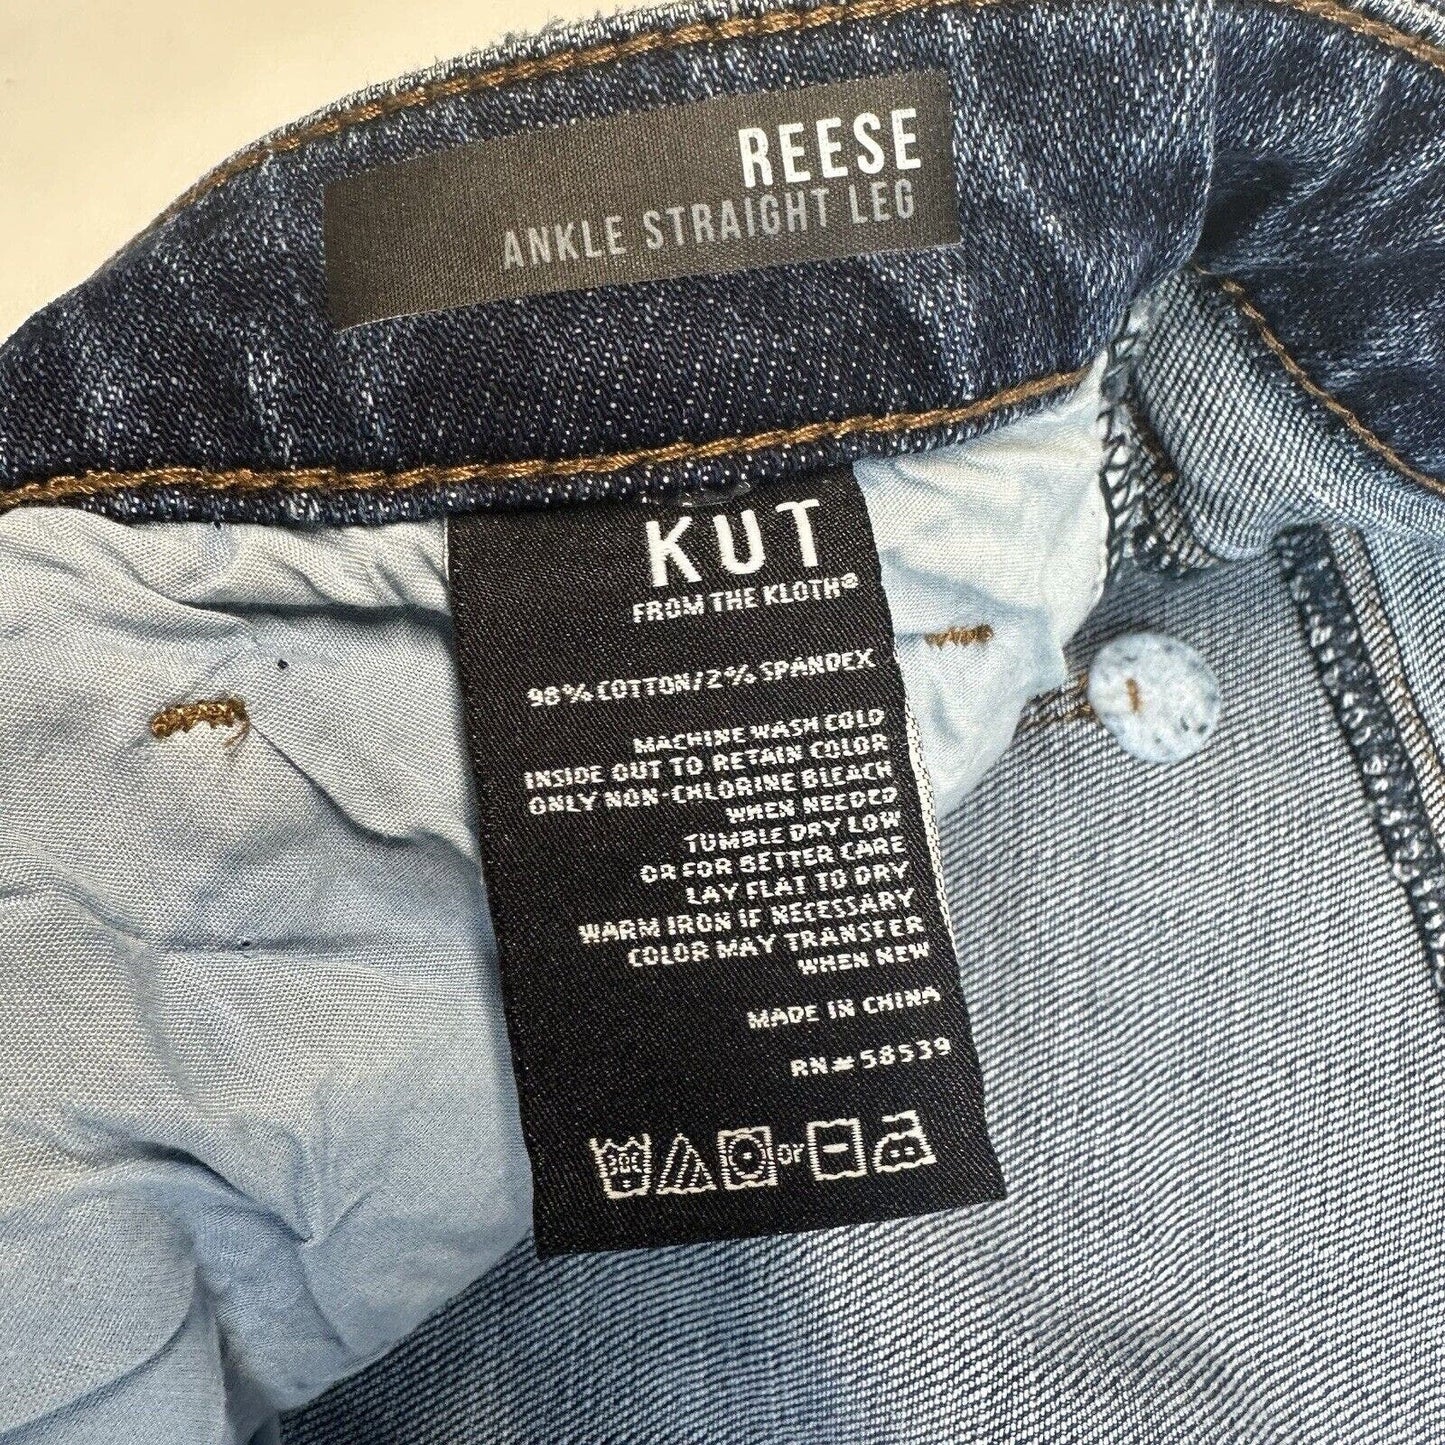 REESE
ANKLE STRAIGHT LEG
KUT
FROM THE KLOTH®
98% COTTON/2% SPANDEX
MACHINE WASH COLD
INSIDE OUT TO RETAIN COLOR
ONLY NON-CHLORINE BLEACH
WHEN NEEDED
TUMBLE DRY LOW
OR FOR BETTER CARE
LAY FLAT TO DRY
WARM IRON IF NECESSARY
COLOR MAY TRANSFER
WHEN NEW
MADE IN CHINA
RN# 58539
30C or